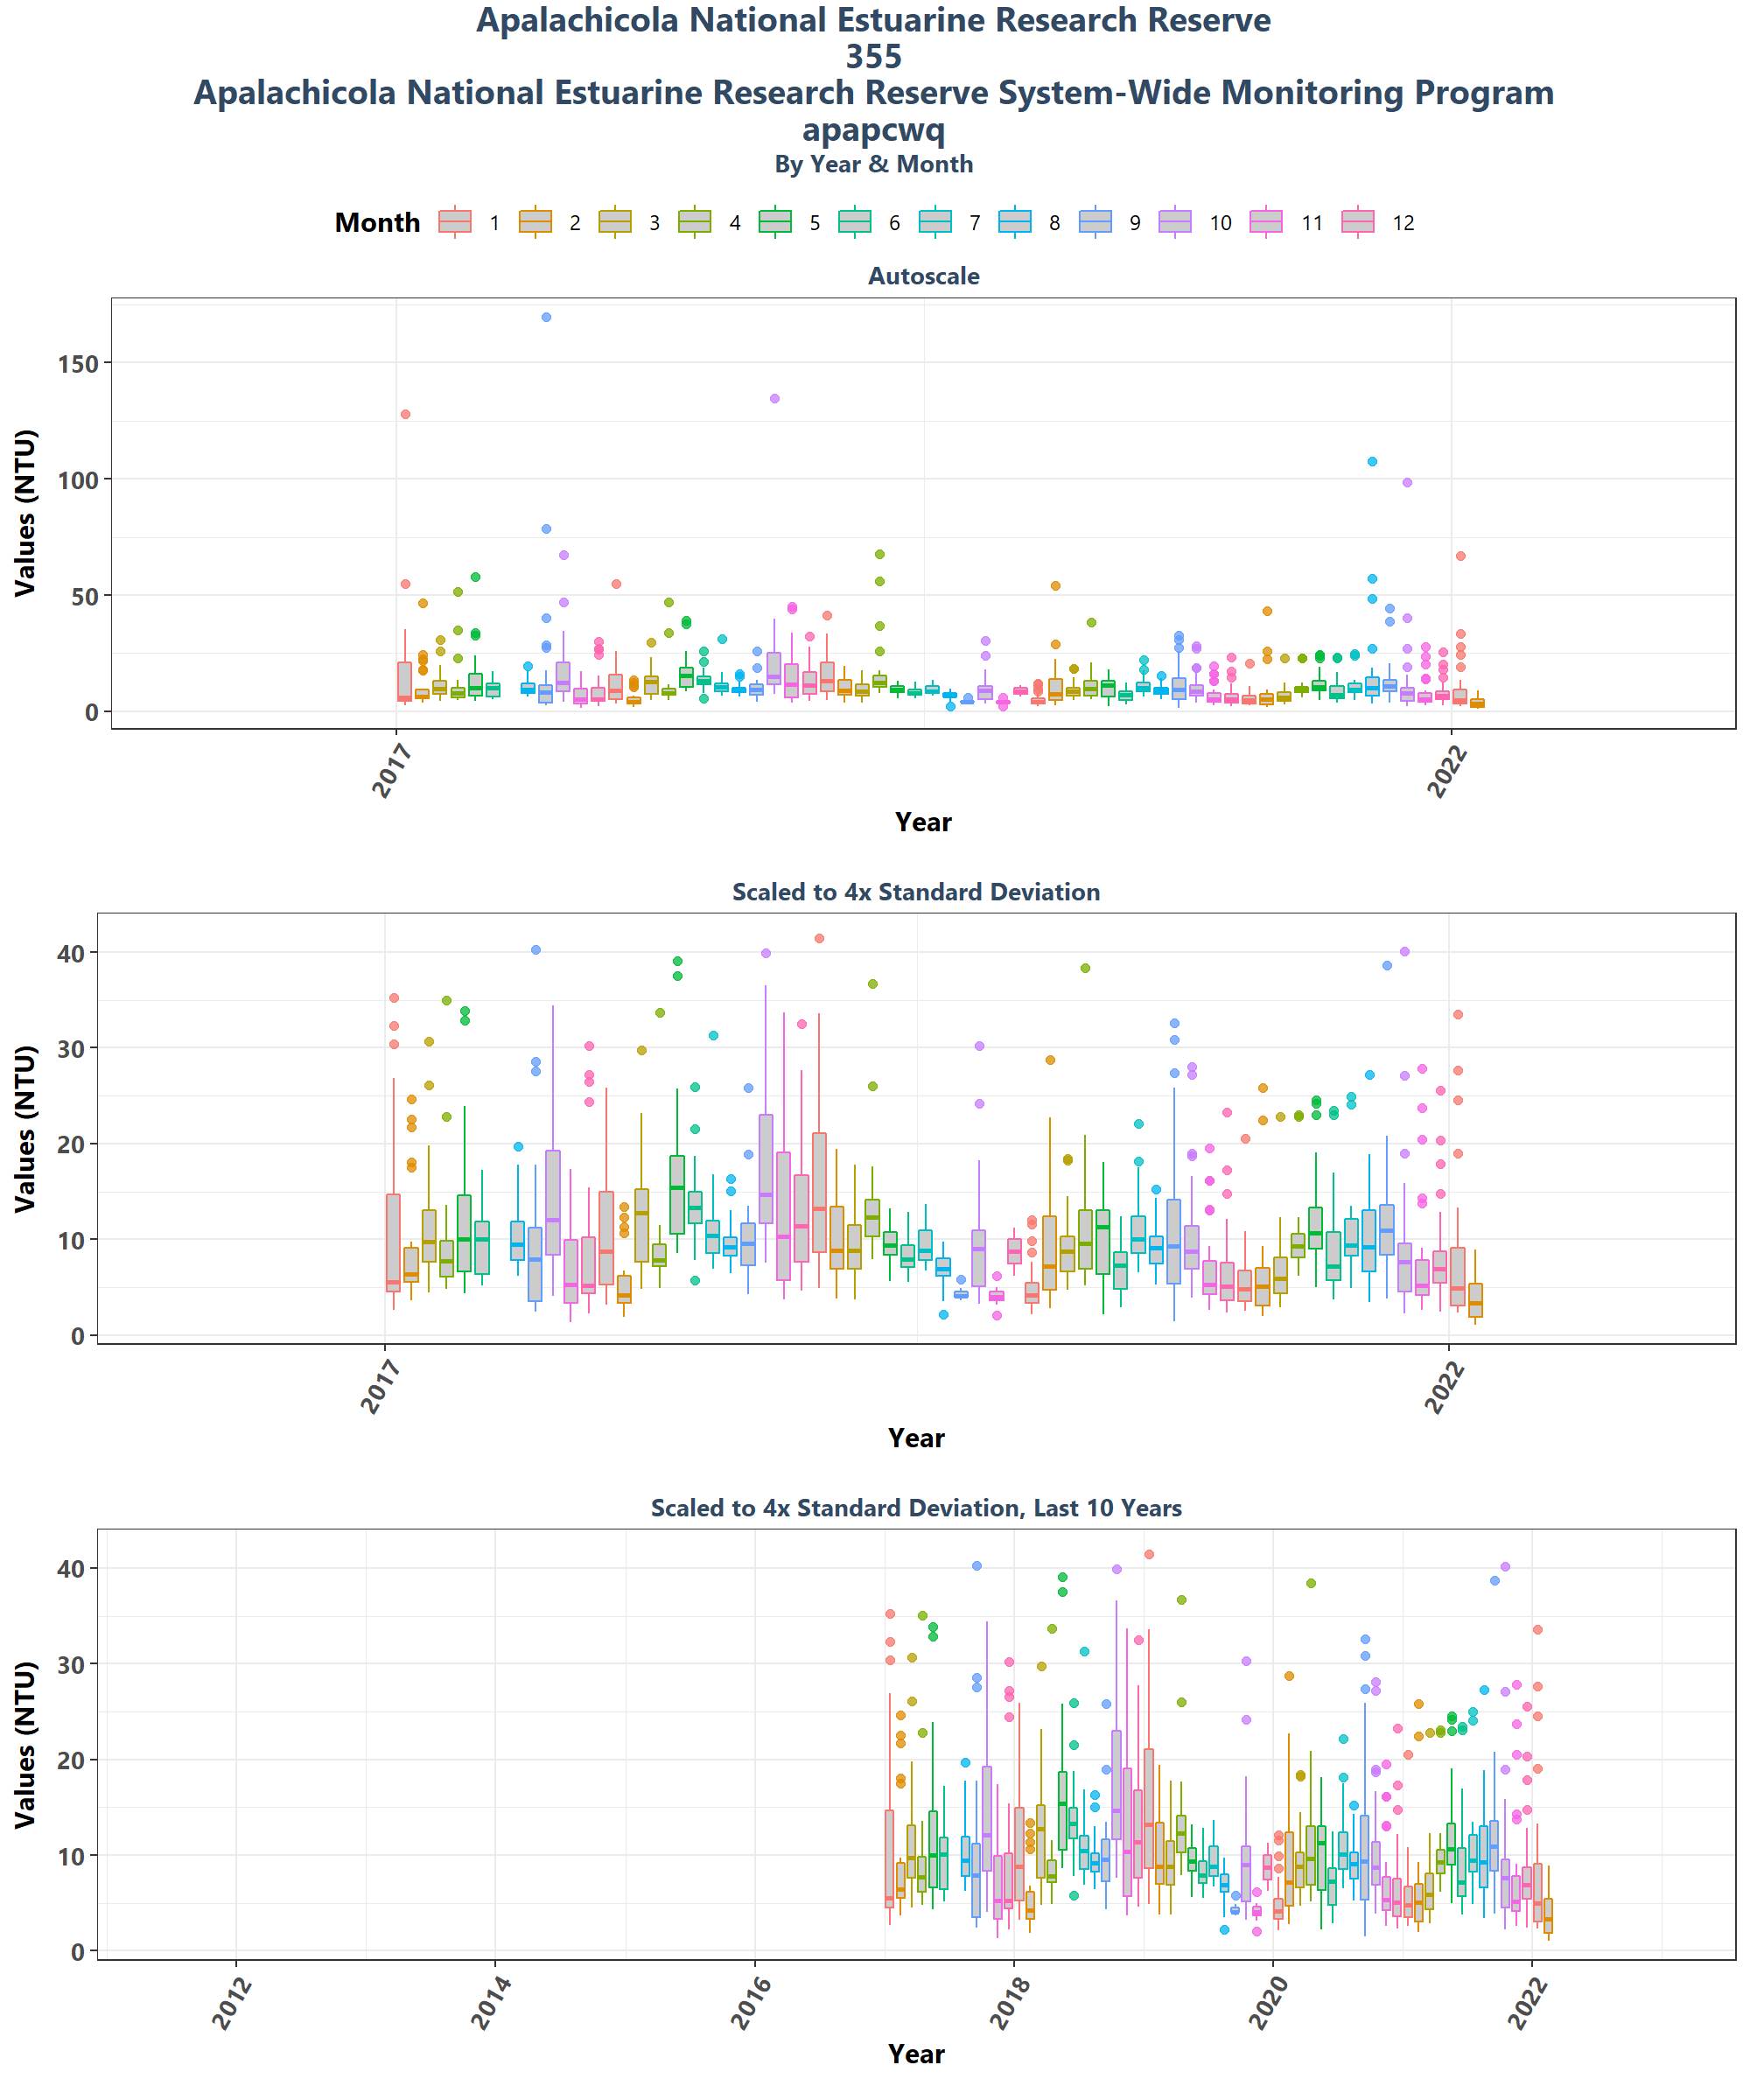 Apalachicola National Estuarine Research Reserve
355
Apalachicola National Estuarine Research Reserve System-Wide Monitoring Program
apapcwq
By Year & Month
Month 1 2 3 4 5 6 7 8 9 10 11 12
Autoscale
Values (NTU)
150
100
50
0
2017 2022
Year
Scaled to 4x Standard Deviation
Values (NTU)
40
30
20
10
0
2017 2022
Year
Scaled to 4x Standard Deviation, Last 10 Years
Values (NTU)
40
30
20
10
0
2012 2014 2016 2018 2020 2022
Year